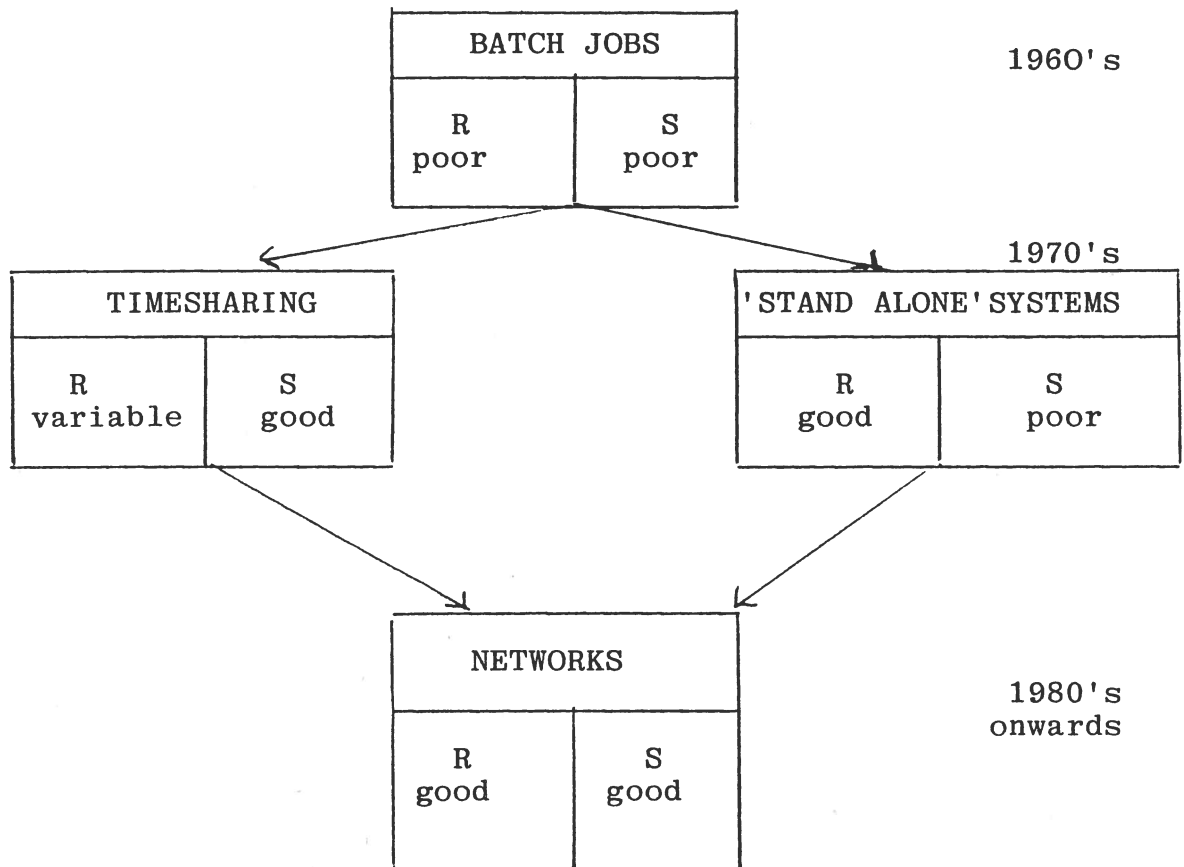 BATCH JOBS
1960's
R S
poor poor
1970's
TIMESHARING
'STAND ALONE' SYSTEMS
R S
variable good
R S
good poor
NETWORKS
1980's
onwards
R S
good good